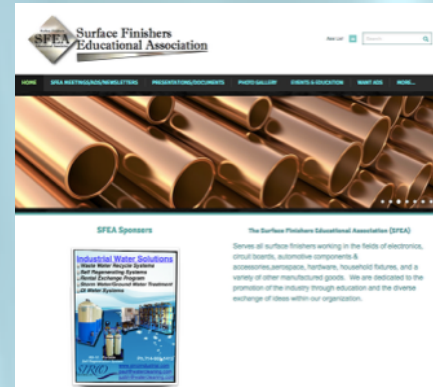 SFEA
Surface Finishers
Educational Association
Search
HOME
SFEA MEETINGS/ADS/NEWSLETTERS
PRESENTATIONS/DOCUMENTS
PHOTO GALLERY
EVENTS & EDUCATION
WANT ADS
MORE...
SFEA Sponsors
Industrial Water Solutions
Waste Water Recycle Systems
Salt Regenerating Systems
Rental Exchange Program
Storm Water/Ground Water Treatment
DI Water Systems
The Surface Finishers Educational Association (SFEA)
Serves all surface finishers working in the fields of electronics,
circuit boards, automotive components &
accessories,aerospace, hardware, household fixtures, and a
variety of other manufactured goods. We are dedicated to the
promotion of the industry through education and the diverse
exchange of ideas within our organization.